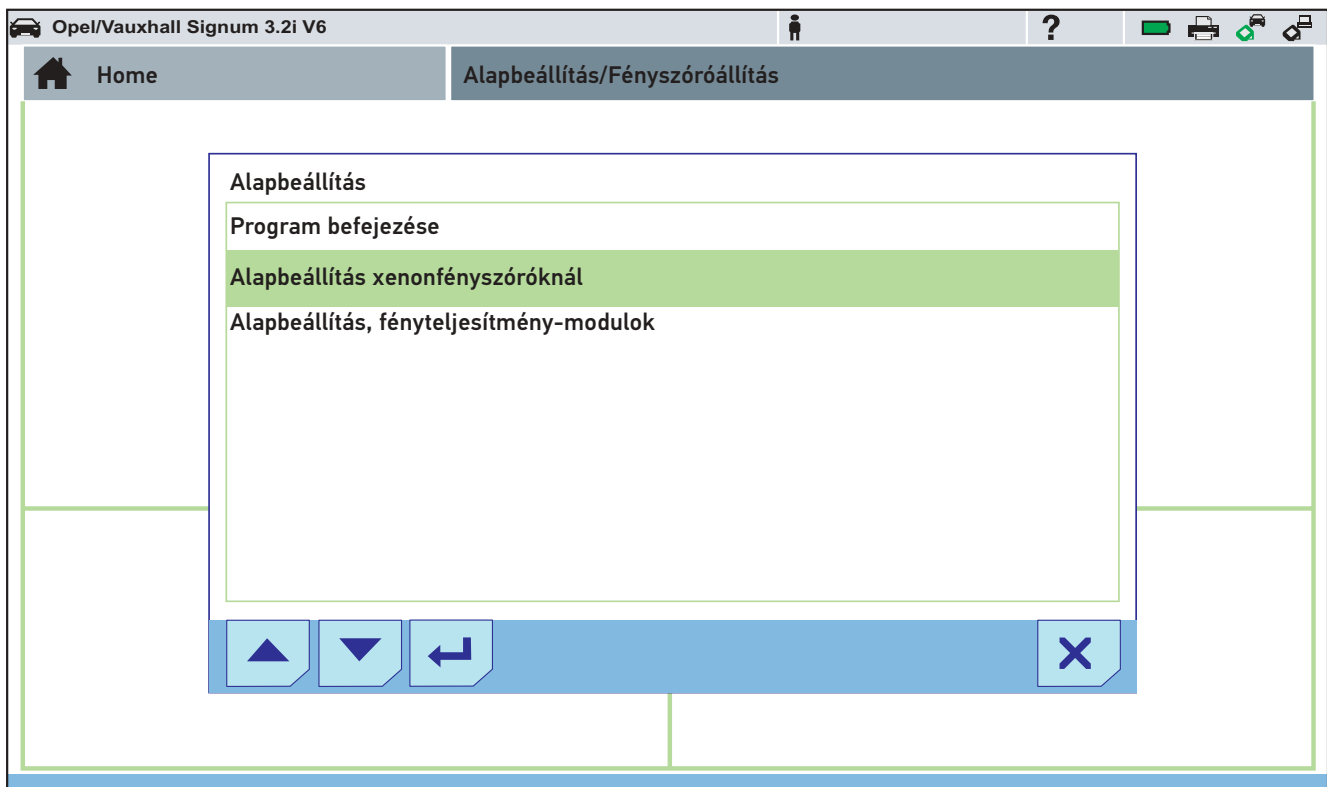 Opel/Vauxhall Signum 3.2i V6
?
Home
Alapbeállítás/Fényszóróállítás
Alapbeállítás
Program befejezése
Alapbeállítás xenonfényszóróknál
Alapbeállítás, fényteljesítmény-modulok